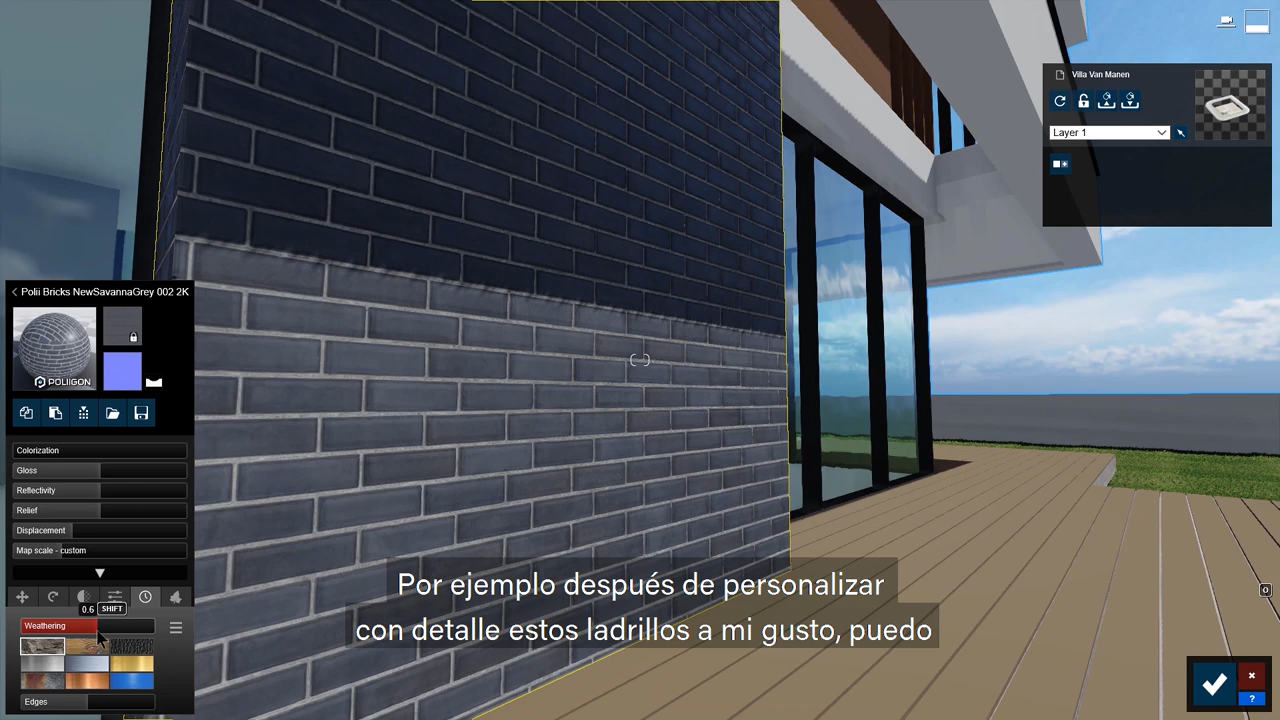 Villa Van Manen
Layer 1
Polii Bricks NewSavannaGrey 002 2K
POLIIGON
Colorization
Gloss
Reflectivity
Relief
Displacement
Map scale - custom
0.6 SHIFT
Weathering
Edges
Por ejemplo después de personalizar
con detalle estos ladrillos a mi gusto, puedo
?